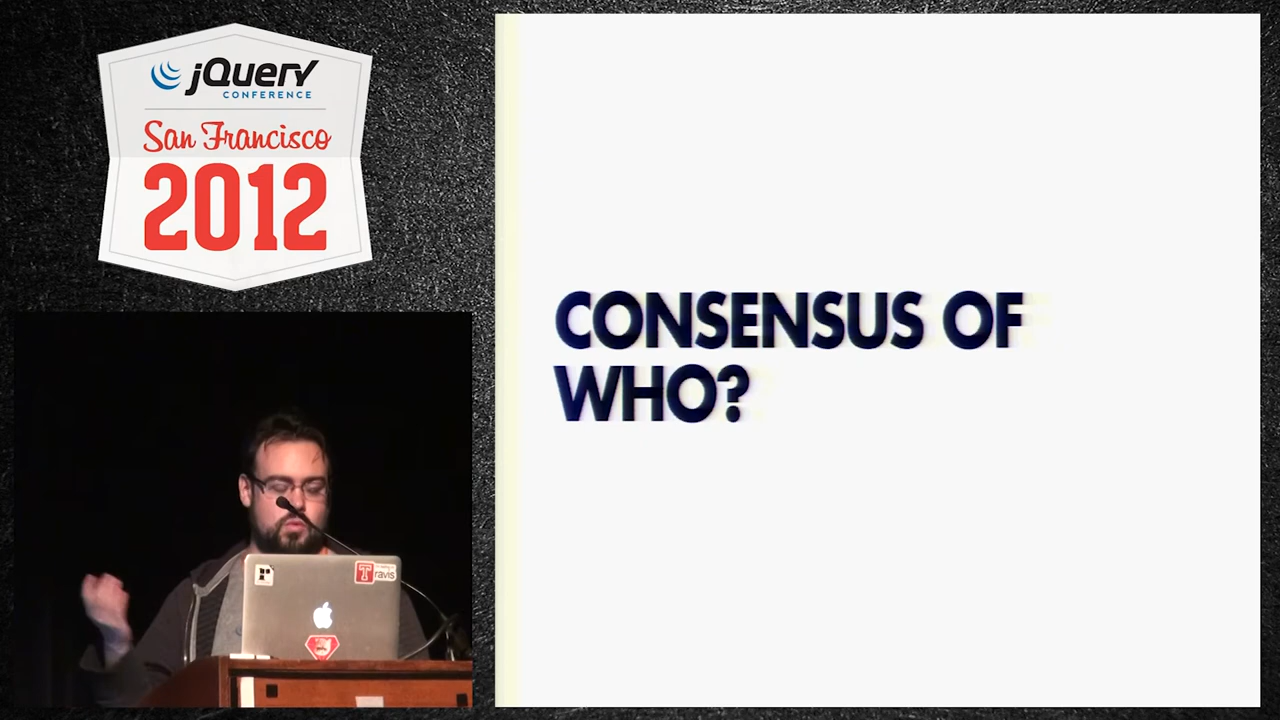 jQuery
CONFERENCE
San Francisco
2012
CONSENSUS OF
WHO?
Travis